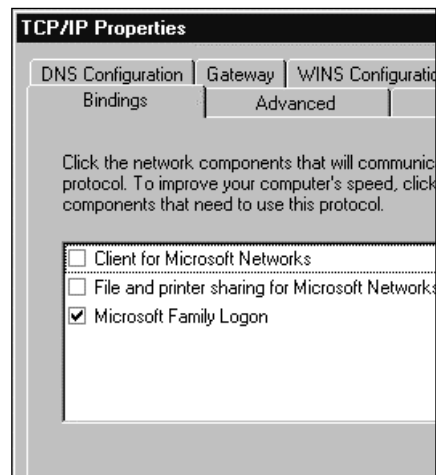 TCP/IP Properties
DNS Configuration Gateway WINS Configuratio
Bindings Advanced
Click the network components that will communic
protocol. To improve your computer's speed, click
components that need to use this protocol.
Client for Microsoft Networks
File and printer sharing for Microsoft Networks
Microsoft Family Logon